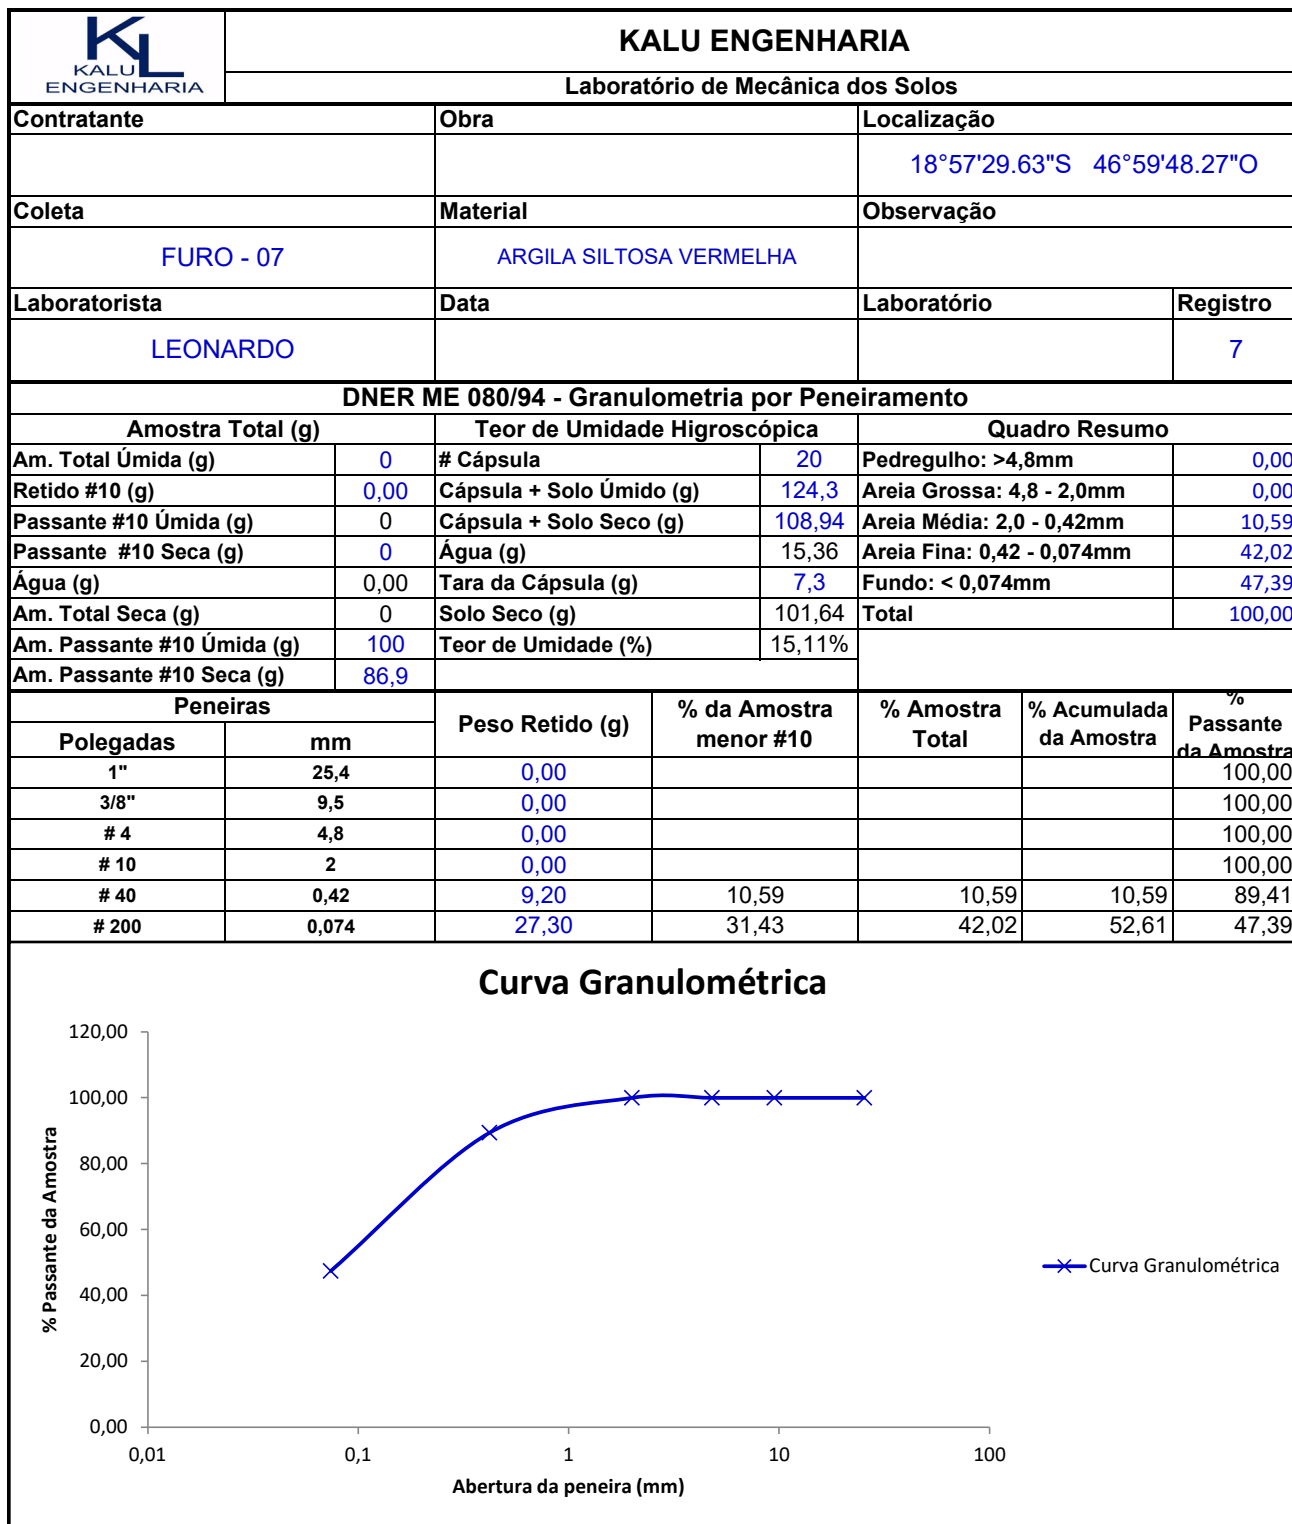 KL
KALU
ENGENHARIA
KALU ENGENHARIA
Laboratório de Mecânica dos Solos
Contratante Obra Localização
18°57'29.63"S 46°59'48.27"O
Coleta Material Observação
FURO - 07 ARGILA SILTOSA VERMELHA
Laboratorista Data Laboratório Registro
LEONARDO 7
DNER ME 080/94 - Granulometria por Peneiramento
Amostra Total (g) Teor de Umidade Higroscópica Quadro Resumo
Am. Total Úmida (g) 0 # Cápsula 20 Pedregulho: >4,8mm 0,00
Retido #10 (g) 0,00 Cápsula + Solo Úmido (g) 124,3 Areia Grossa: 4,8 - 2,0mm 0,00
Passante #10 Úmida (g) 0 Cápsula + Solo Seco (g) 108,94 Areia Média: 2,0 - 0,42mm 10,59
Passante #10 Seca (g) 0 Água (g) 15,36 Areia Fina: 0,42 - 0,074mm 42,02
Água (g) 0,00 Tara da Cápsula (g) 7,3 Fundo: < 0,074mm 47,39
Am. Total Seca (g) 0 Solo Seco (g) 101,64 Total 100,00
Am. Passante #10 Úmida (g) 100 Teor de Umidade (%) 15,11%
Am. Passante #10 Seca (g) 86,9
Peneiras Peso Retido (g) % da Amostra menor #10 % Amostra Total % Acumulada da Amostra % Passante da Amostra
Polegadas mm
1" 25,4 0,00 100,00
3/8" 9,5 0,00 100,00
# 4 4,8 0,00 100,00
# 10 2 0,00 100,00
# 40 0,42 9,20 10,59 10,59 10,59 89,41
# 200 0,074 27,30 31,43 42,02 52,61 47,39
Curva Granulométrica
120,00
100,00
80,00
60,00
40,00
20,00
0,00
% Passante da Amostra
0,01 0,1 1 10 100
Abertura da peneira (mm)
Curva Granulométrica